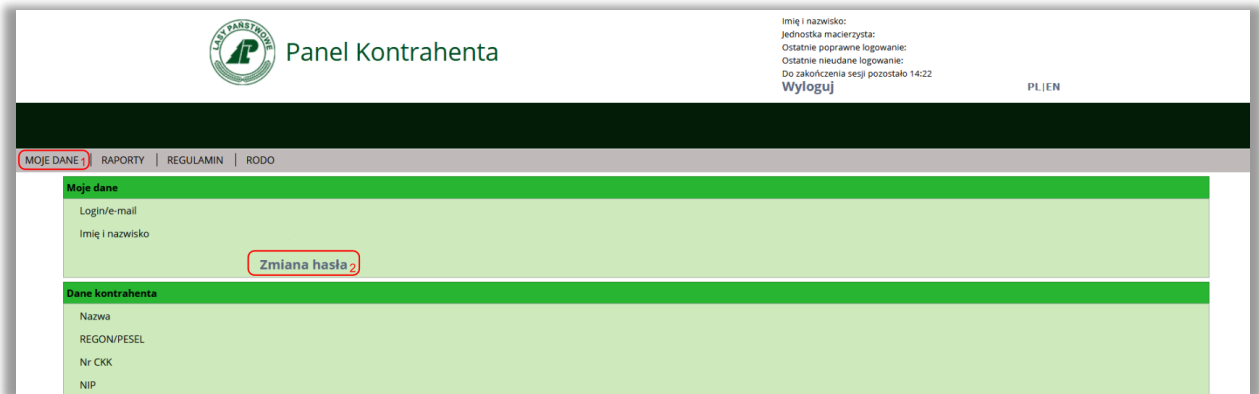 LASY PAŃSTWOWE
Panel Kontrahenta
Imię i nazwisko:
Jednostka macierzysta:
Ostatnie poprawne logowanie:
Ostatnie nieudane logowanie:
Do zakończenia sesji pozostało 14:22
Wyloguj
PL|EN
MOJE DANE 1 | RAPORTY | REGULAMIN | RODO
Moje dane
Login/e-mail
Imię i nazwisko
Zmiana hasła 2
Dane kontrahenta
Nazwa
REGON/PESEL
Nr CKK
NIP